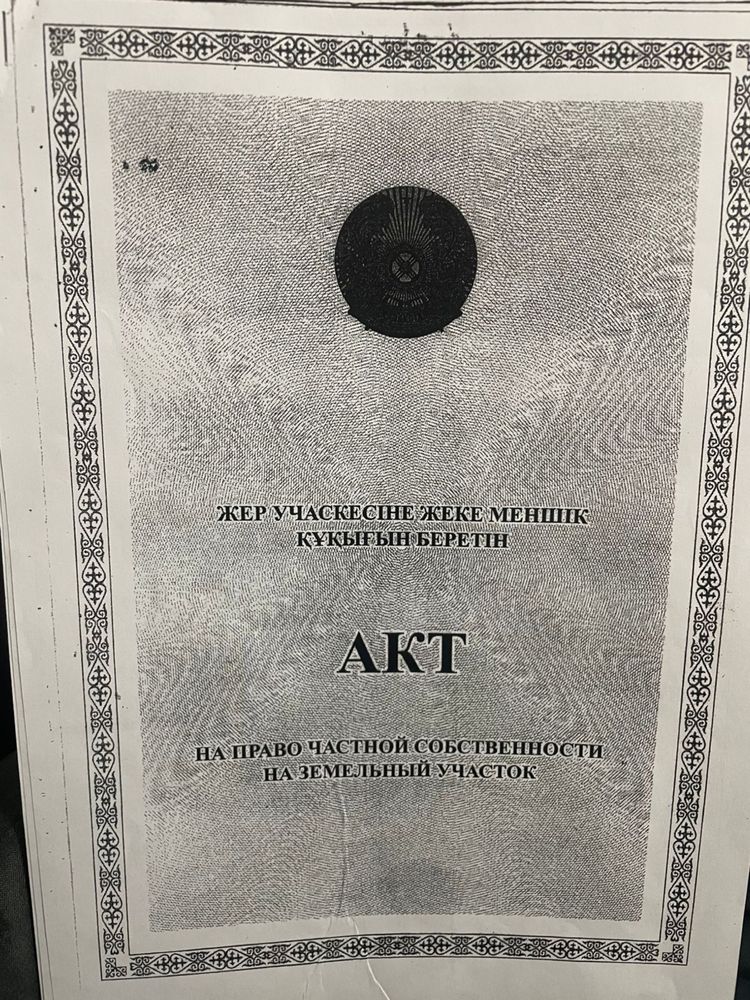 ЖЕР УЧАСКЕСІНЕ ЖЕКЕ МЕНШІК
ҚҰҚЫҒЫН БЕРЕТІН
АКТ
НА ПРАВО ЧАСТНОЙ СОБСТВЕННОСТИ
НА ЗЕМЕЛЬНЫЙ УЧАСТОК